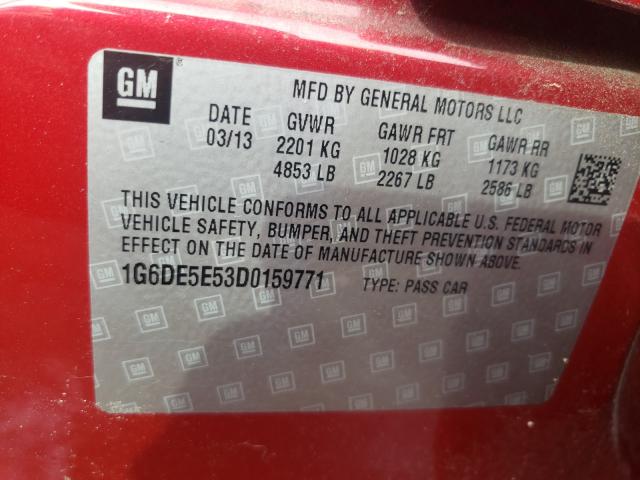 GM
MFD BY GENERAL MOTORS LLC
DATE GVWR GAWR FRT GAWR RR
03/13 2201 KG 1028 KG 1173 KG
4853 LB 2267 LB 2586 LB
THIS VEHICLE CONFORMS TO ALL APPLICABLE U.S. FEDERAL MOTOR
VEHICLE SAFETY, BUMPER, AND THEFT PREVENTION STANDARDS IN
EFFECT ON THE DATE OF MANUFACTURE SHOWN ABOVE.
1G6DE5E53D0159771 TYPE: PASS CAR